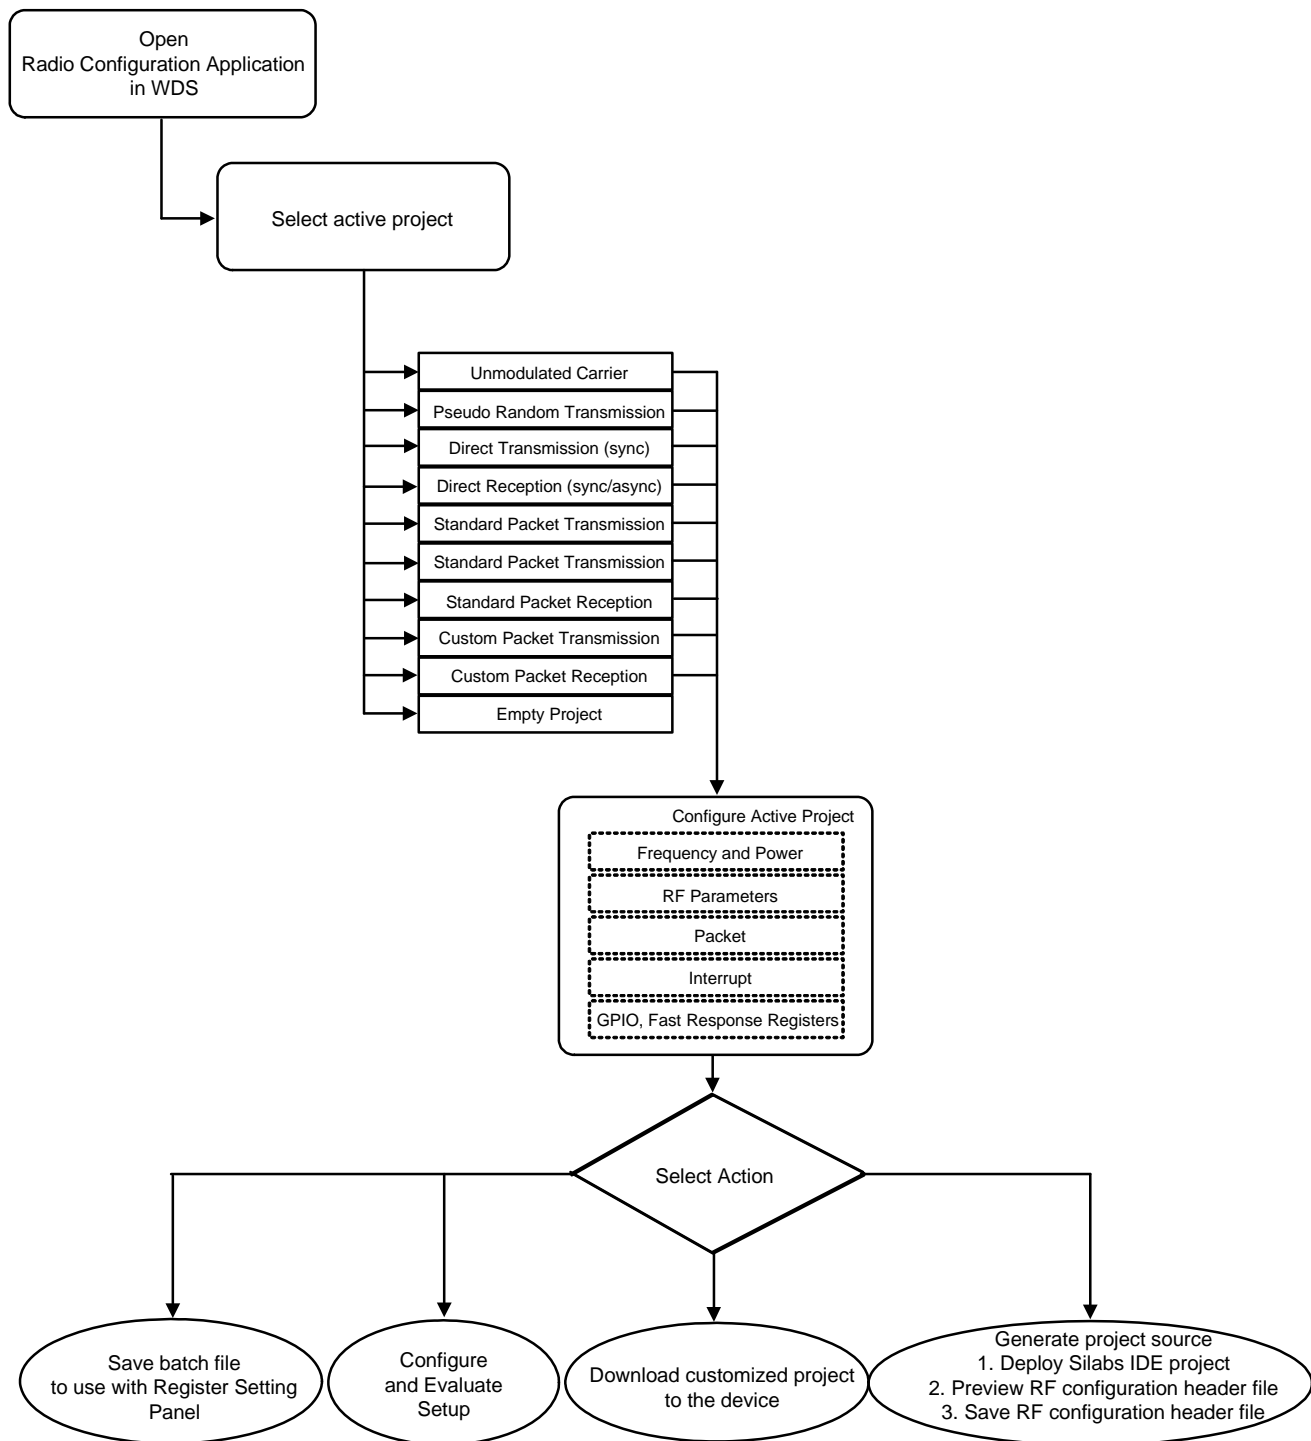 Open
Radio Configuration Application
in WDS
Select active project
Unmodulated Carrier
Pseudo Random Transmission
Direct Transmission (sync)
Direct Reception (sync/async)
Standard Packet Transmission
Standard Packet Transmission
Standard Packet Reception
Custom Packet Transmission
Custom Packet Reception
Empty Project
Configure Active Project
Frequency and Power
RF Parameters
Packet
Interrupt
GPIO, Fast Response Registers
Select Action
Save batch file
to use with Register Setting
Panel
Configure
and Evaluate
Setup
Download customized project
to the device
Generate project source
1. Deploy Silabs IDE project
2. Preview RF configuration header file
3. Save RF configuration header file